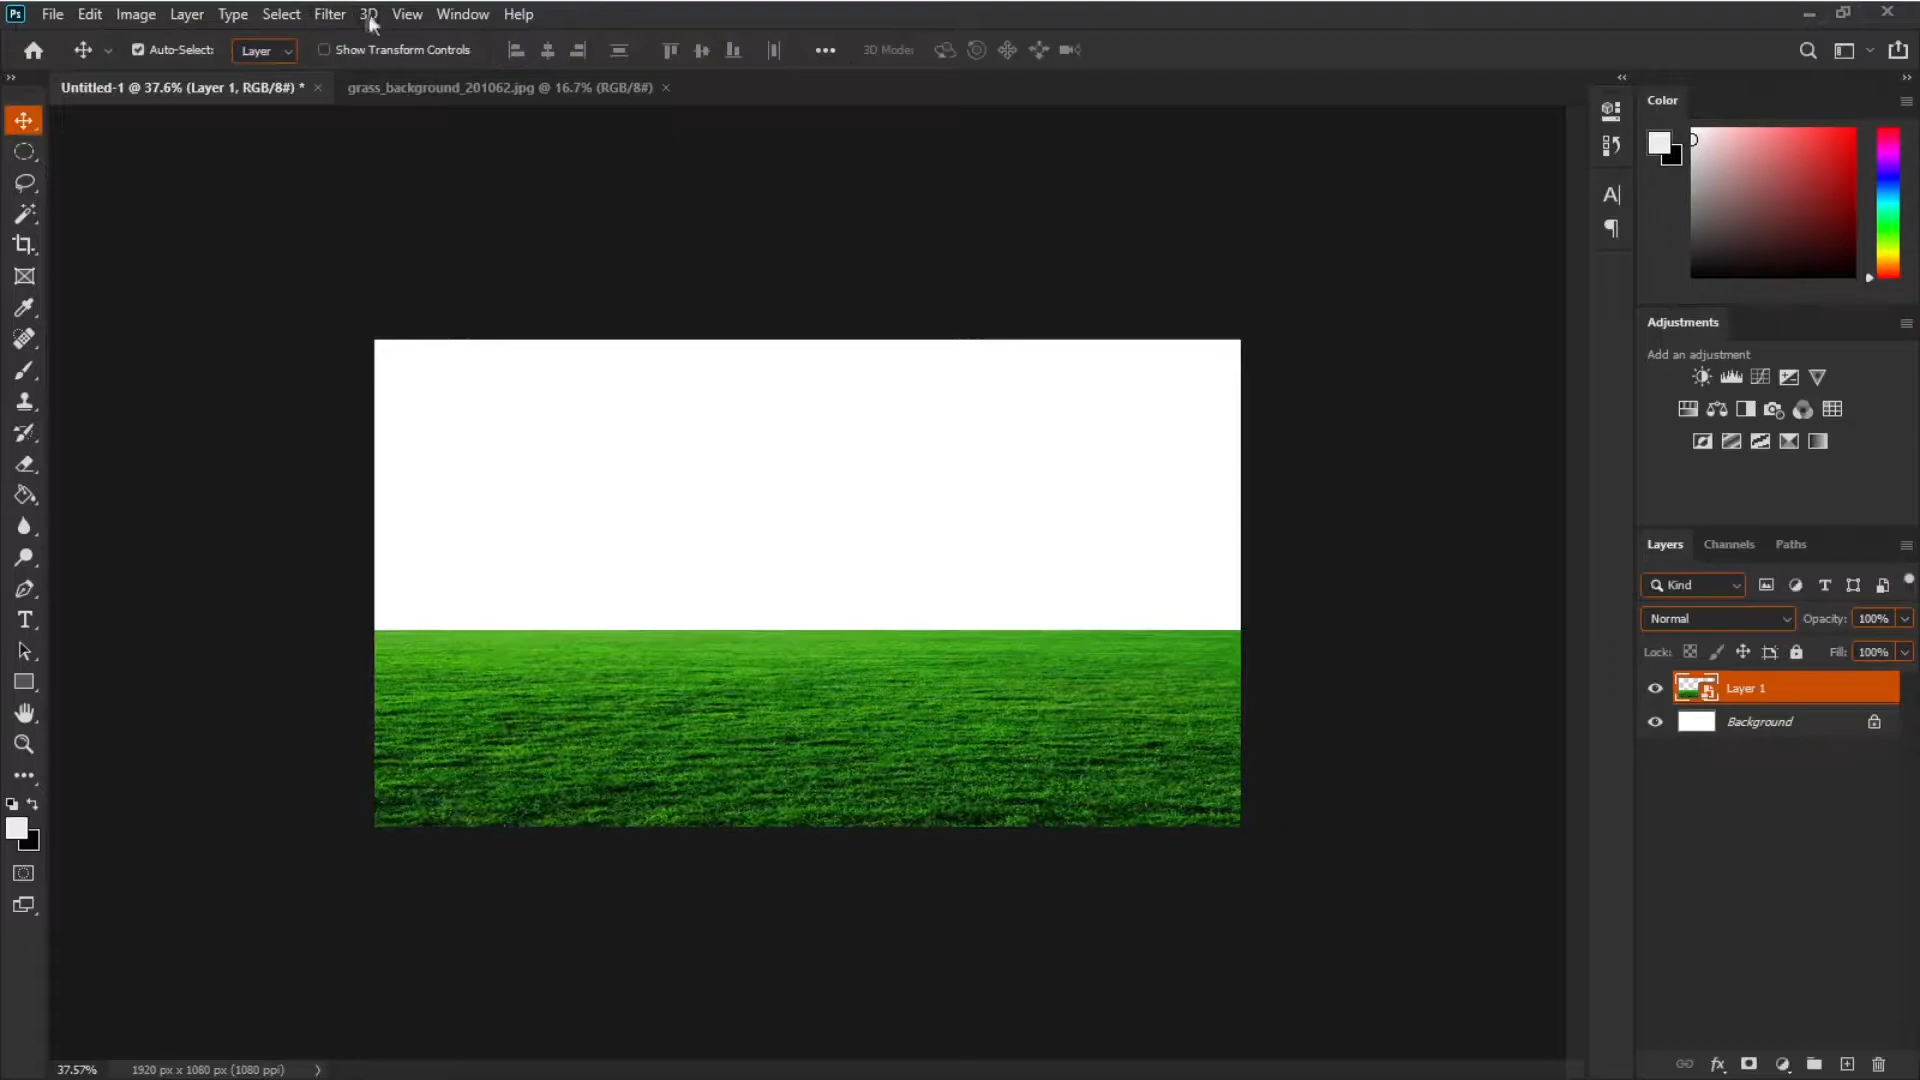 Ps File Edit Image Layer Type Select Filter 3D View Window Help
Auto-Select: Layer Show Transform Controls 3D Mode:
Untitled-1 @ 37.6% (Layer 1, RGB/8#) * grass_background_201062.jpg @ 16.7% (RGB/8#)
Color
Adjustments
Add an adjustment
Layers Channels Paths
Kind
Normal Opacity: 100%
Lock: Fill: 100%
Layer 1
Background
37.57% 1920 px x 1080 px (1080 ppi)